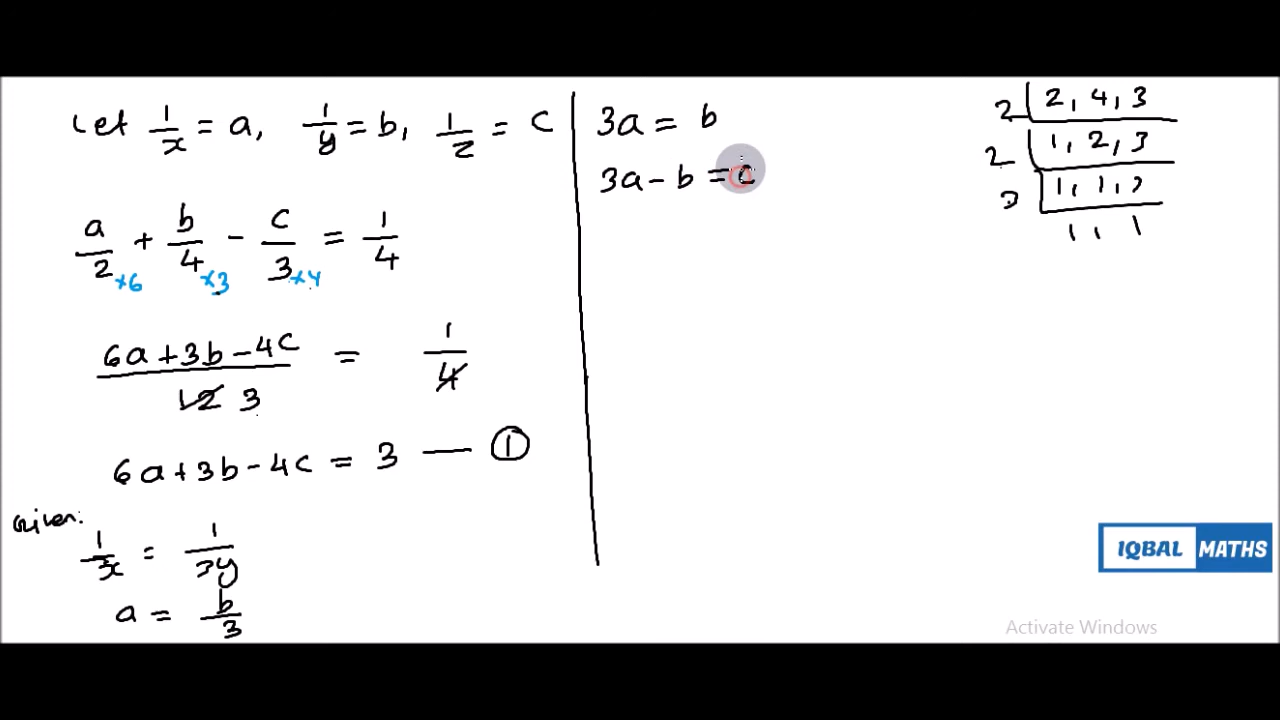 Let 1/x = a, 1/y = b, 1/z = c
a/2 + b/4 - c/3 = 1/4
×6 ×3 ×4
6a+3b-4c / 12 3 = 1/4
6a+3b-4c = 3 — ①
Given:
1/x = 1/3y
a = b/3
3a = b
3a - b =
2 | 2, 4, 3
2 | 1, 2, 3
3 | 1, 1, 3
1, 1, 1
IQBAL MATHS
Activate Windows